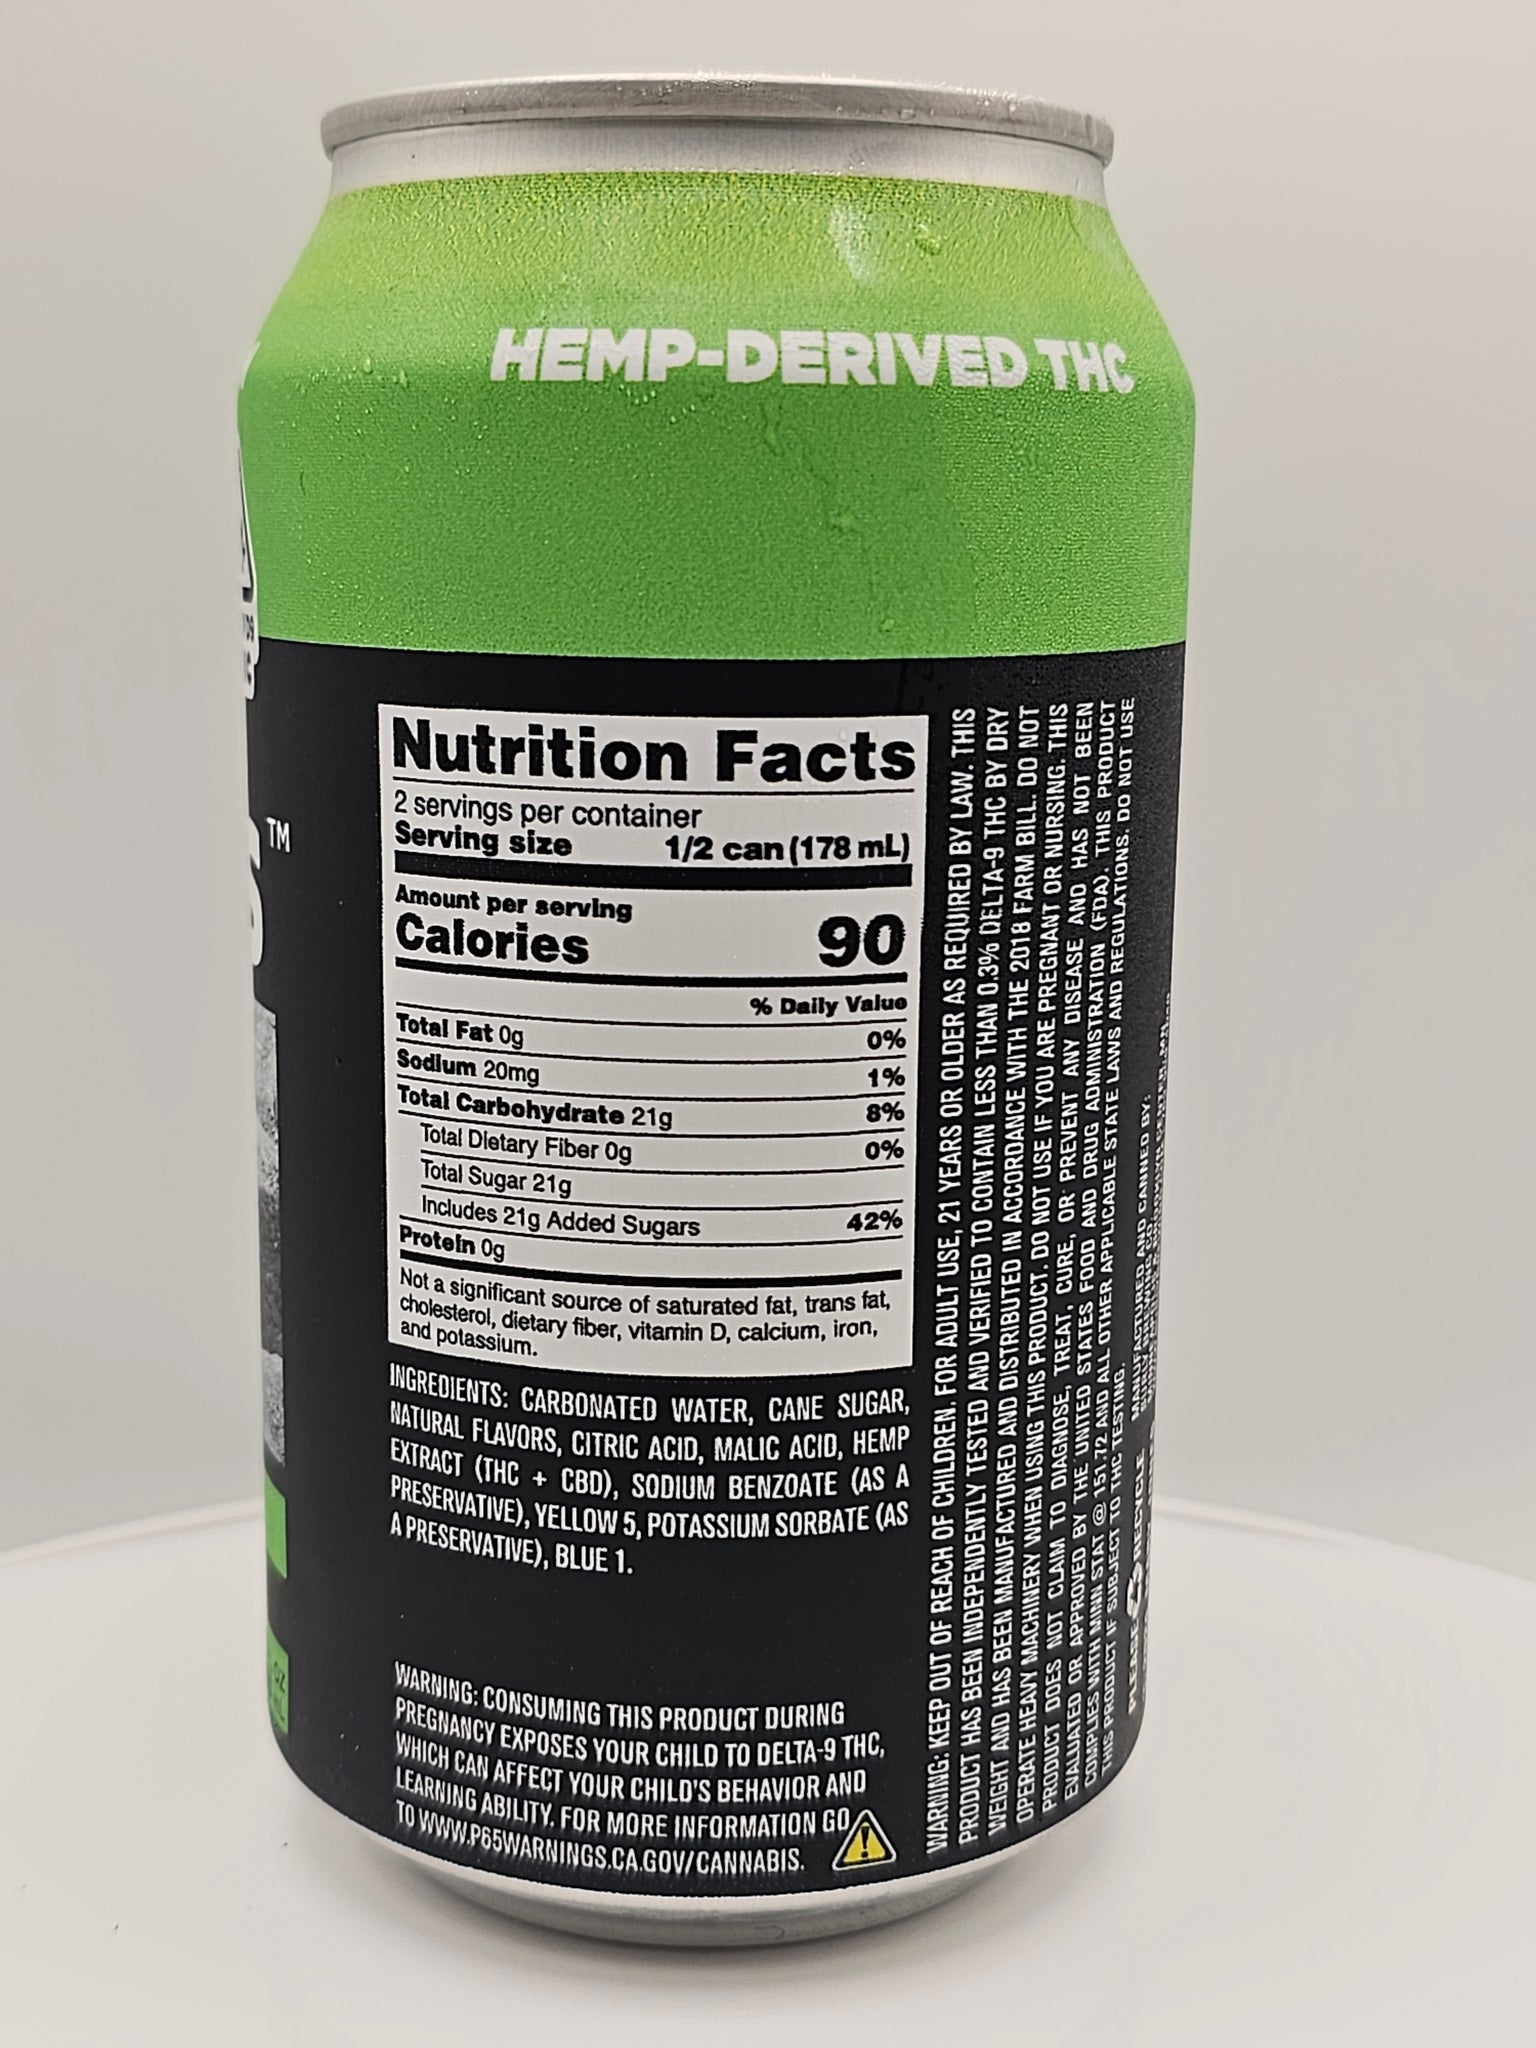 HEMP-DERIVED THC
TM
Nutrition Facts
2 servings per container
Serving size 1/2 can (178 mL)
Amount per serving
Calories 90
% Daily Value
Total Fat 0g 0%
Sodium 20mg 1%
Total Carbohydrate 21g 8%
Total Dietary Fiber 0g 0%
Total Sugar 21g
Includes 21g Added Sugars 42%
Protein 0g
Not a significant source of saturated fat, trans fat,
cholesterol, dietary fiber, vitamin D, calcium, iron,
and potassium.
INGREDIENTS: CARBONATED WATER, CANE SUGAR,
NATURAL FLAVORS, CITRIC ACID, MALIC ACID, HEMP
EXTRACT (THC + CBD), SODIUM BENZOATE (AS A
PRESERVATIVE), YELLOW 5, POTASSIUM SORBATE (AS
A PRESERVATIVE), BLUE 1.
WARNING: CONSUMING THIS PRODUCT DURING
PREGNANCY EXPOSES YOUR CHILD TO DELTA-9 THC,
WHICH CAN AFFECT YOUR CHILD'S BEHAVIOR AND
LEARNING ABILITY. FOR MORE INFORMATION GO
TO WWW.P65WARNINGS.CA.GOV/CANNABIS.
WARNING: KEEP OUT OF REACH OF CHILDREN. FOR ADULT USE, 21 YEARS OR OLDER AS REQUIRED BY LAW. THIS
PRODUCT HAS BEEN INDEPENDENTLY TESTED AND VERIFIED TO CONTAIN LESS THAN 0.3% DELTA-9 THC BY DRY
WEIGHT AND HAS BEEN MANUFACTURED AND DISTRIBUTED IN ACCORDANCE WITH THE 2018 FARM BILL. DO NOT
OPERATE HEAVY MACHINERY WHEN USING THIS PRODUCT. DO NOT USE IF YOU ARE PREGNANT OR NURSING. THIS
PRODUCT DOES NOT CLAIM TO DIAGNOSE, TREAT, CURE, OR PREVENT ANY DISEASE AND HAS NOT BEEN
EVALUATED OR APPROVED BY THE UNITED STATES FOOD AND DRUG ADMINISTRATION (FDA). THIS PRODUCT
COMPLIES WITH MINN STAT @ 151.72 AND ALL OTHER APPLICABLE STATE LAWS AND REGULATIONS. DO NOT USE
THIS PRODUCT IF SUBJECT TO THC TESTING.
PLEASE RECYCLE MANUFACTURED AND CANNED BY: